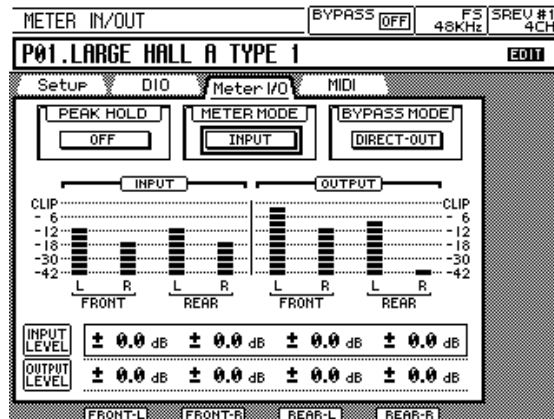 METER IN/OUT
BYPASS OFF
FS 48KHz
SREV #1 4CH
P01.LARGE HALL A TYPE 1
EDIT
Setup DIO Meter I/O MIDI
PEAK HOLD METER MODE BYPASS MODE
OFF INPUT DIRECT-OUT
INPUT OUTPUT
CLIP CLIP
- 6 - 6
-12 -12
-18 -18
-30 -30
-42 -42
L R L R L R L R
FRONT REAR FRONT REAR
INPUT LEVEL ± 0.0 dB ± 0.0 dB ± 0.0 dB ± 0.0 dB
OUTPUT LEVEL ± 0.0 dB ± 0.0 dB ± 0.0 dB ± 0.0 dB
FRONT-L FRONT-R REAR-L REAR-R